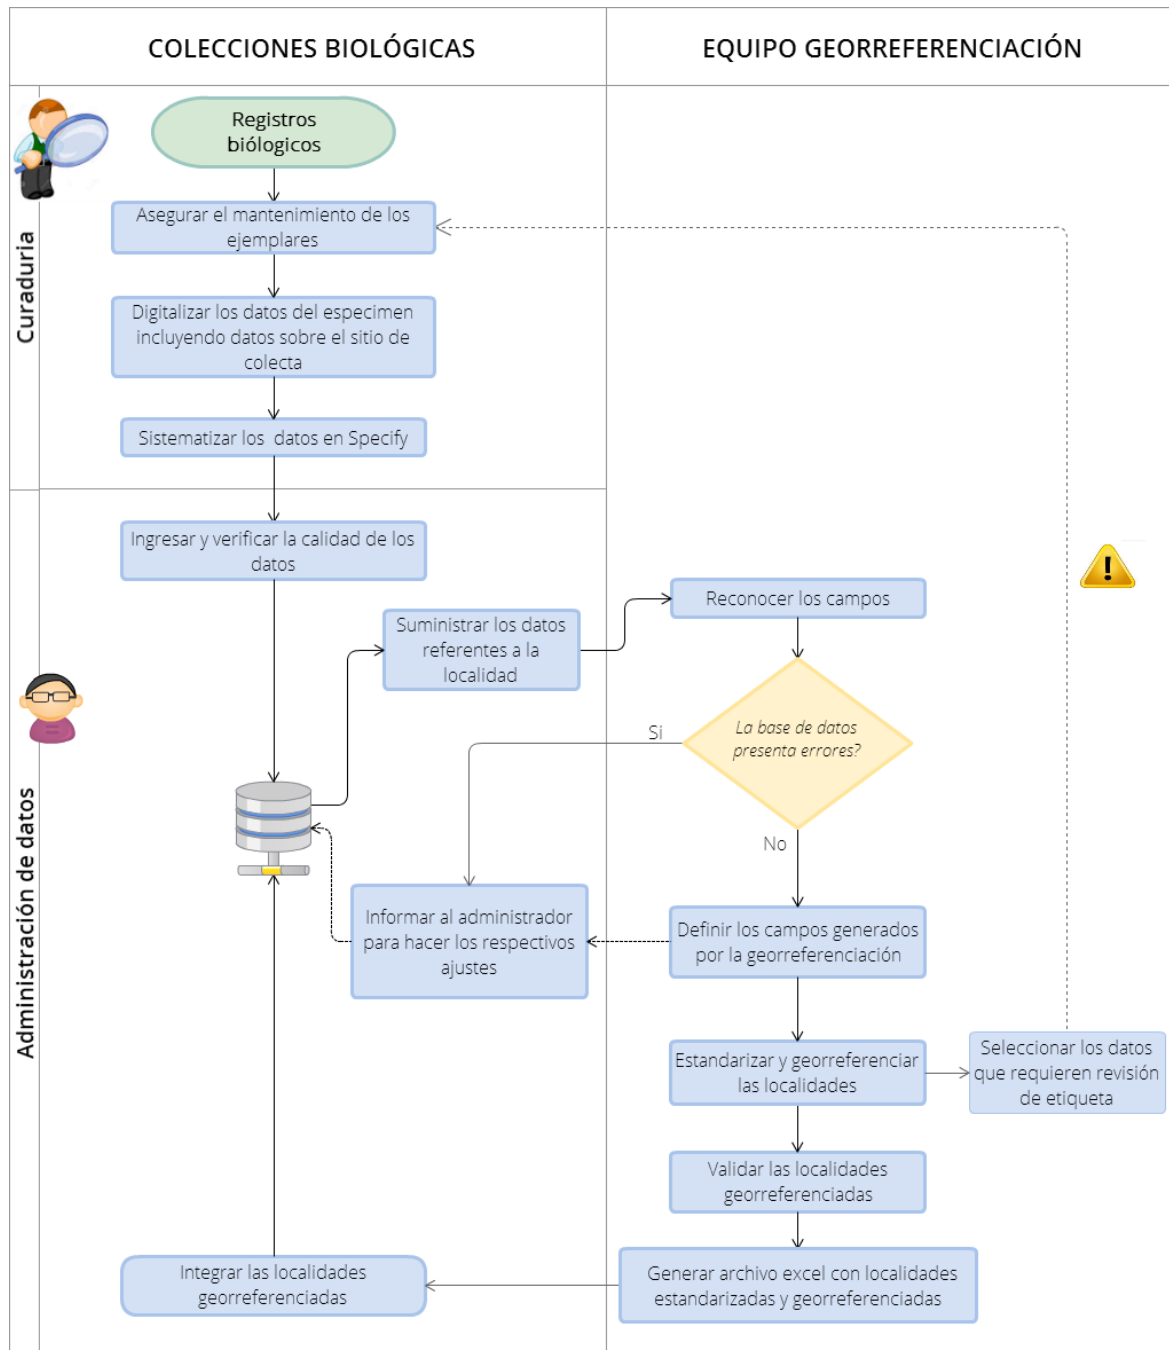 COLECCIONES BIOLÓGICAS
EQUIPO GEORREFERENCIACIÓN
Curaduria
Registros
biólogicos
Asegurar el mantenimiento de los
ejemplares
Digitalizar los datos del especimen
incluyendo datos sobre el sitio de
colecta
Sistematizar los datos en Specify
Administración de datos
Ingresar y verificar la calidad de los
datos
Suministrar los datos
referentes a la
localidad
Reconocer los campos
La base de datos
presenta errores?
Si
No
Informar al administrador
para hacer los respectivos
ajustes
Definir los campos generados
por la georreferenciación
Estandarizar y georreferenciar
las localidades
Seleccionar los datos
que requieren revisión
de etiqueta
Validar las localidades
georreferenciadas
Generar archivo excel con localidades
estandarizadas y georreferenciadas
Integrar las localidades
georreferenciadas